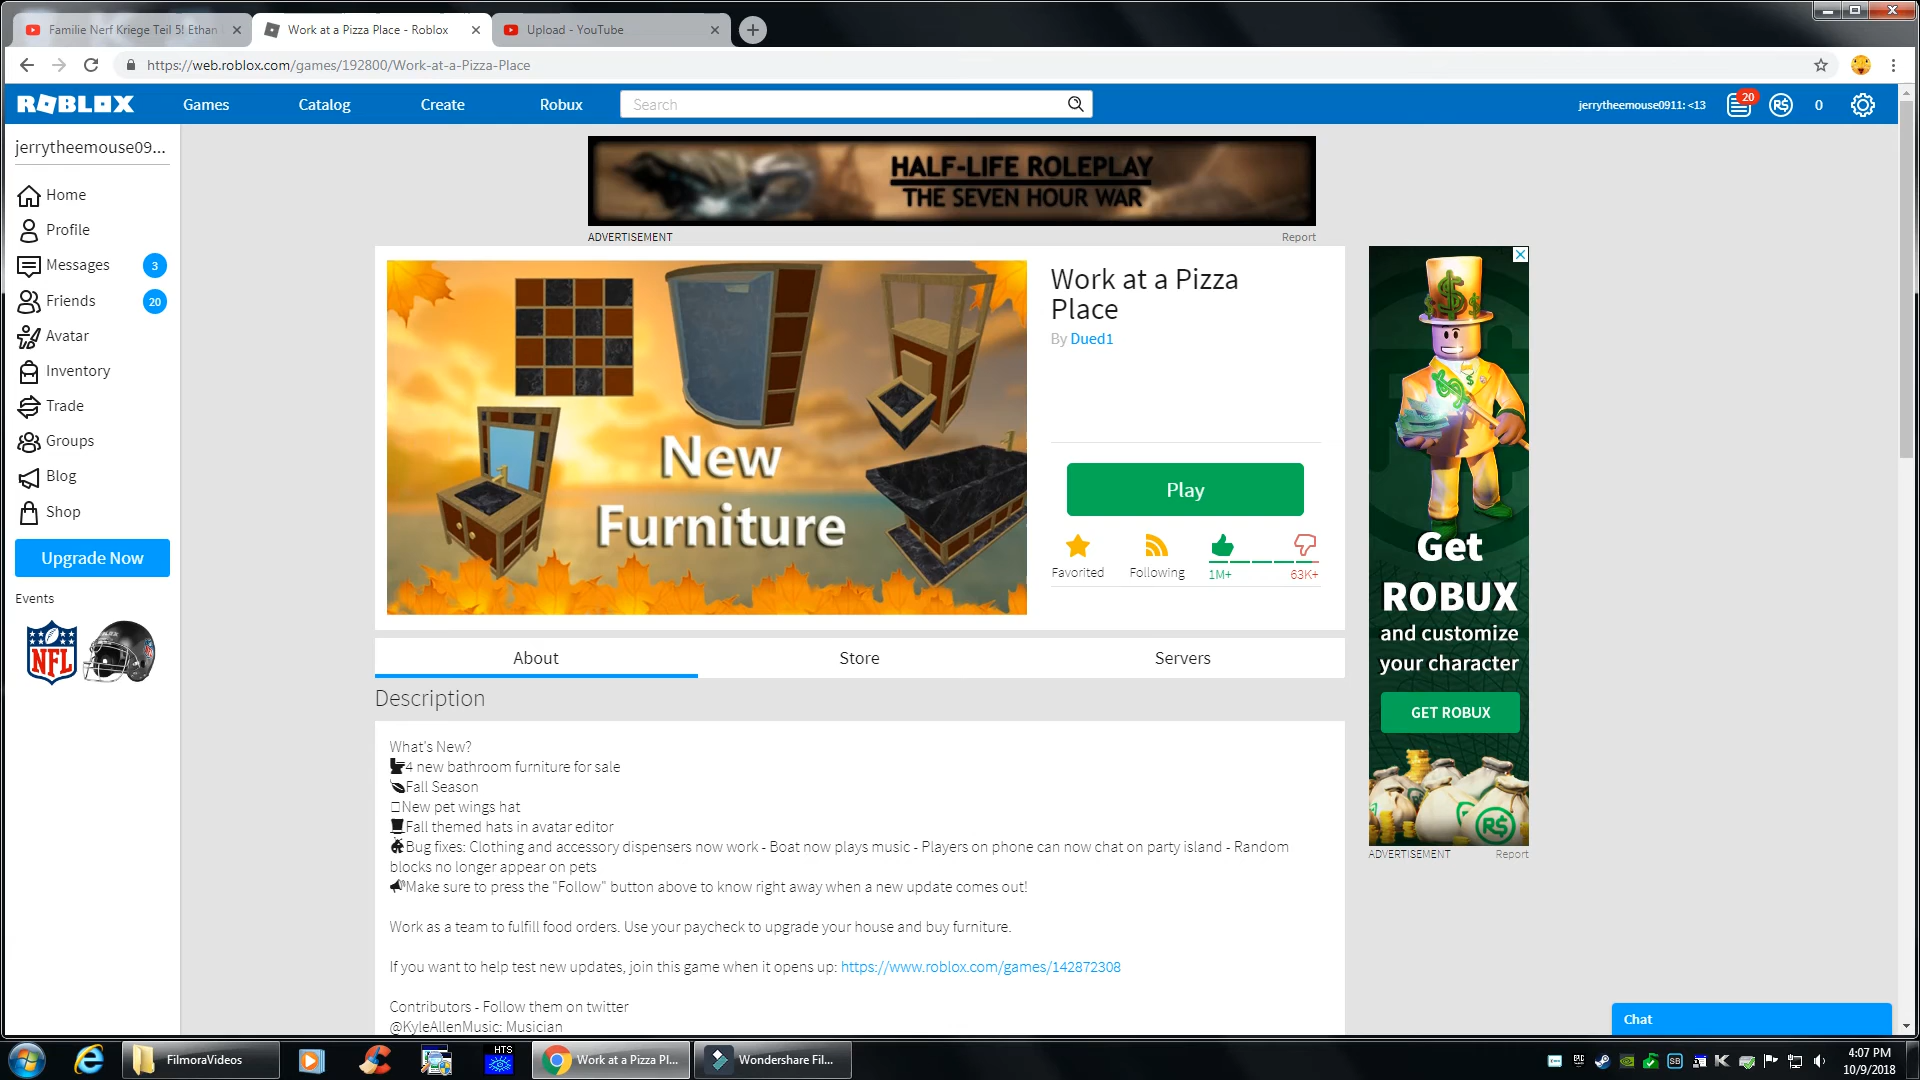 Familie Nerf Kriege Teil 5! Ethan
Work at a Pizza Place - Roblox
Upload - YouTube
https://web.roblox.com/games/192800/Work-at-a-Pizza-Place
ROBLOX
Games
Catalog
Create
Robux
Search
jerrytheemouse0911: <13
20
R$
0
jerrytheemouse09...
Home
Profile
Messages
3
Friends
20
Avatar
Inventory
Trade
Groups
Blog
Shop
Upgrade Now
Events
NFL
HALF-LIFE ROLEPLAY
THE SEVEN HOUR WAR
ADVERTISEMENT
Report
New
Furniture
Work at a Pizza
Place
By Dued1
Play
Favorited
Following
1M+
63K+
About
Store
Servers
Description
What's New?
4 new bathroom furniture for sale
Fall Season
New pet wings hat
Fall themed hats in avatar editor
Bug fixes: Clothing and accessory dispensers now work - Boat now plays music - Players on phone can now chat on party island - Random
blocks no longer appear on pets
Make sure to press the "Follow" button above to know right away when a new update comes out!
Work as a team to fulfill food orders. Use your paycheck to upgrade your house and buy furniture.
If you want to help test new updates, join this game when it opens up: https://www.roblox.com/games/142872308
Contributors - Follow them on twitter
@KyleAllenMusic: Musician
Get
ROBUX
and customize
your character
GET ROBUX
R$
ADVERTISEMENT
Report
Chat
FilmoraVideos
HTS
Work at a Pizza Pl...
Wondershare Fil...
4:07 PM
10/9/2018